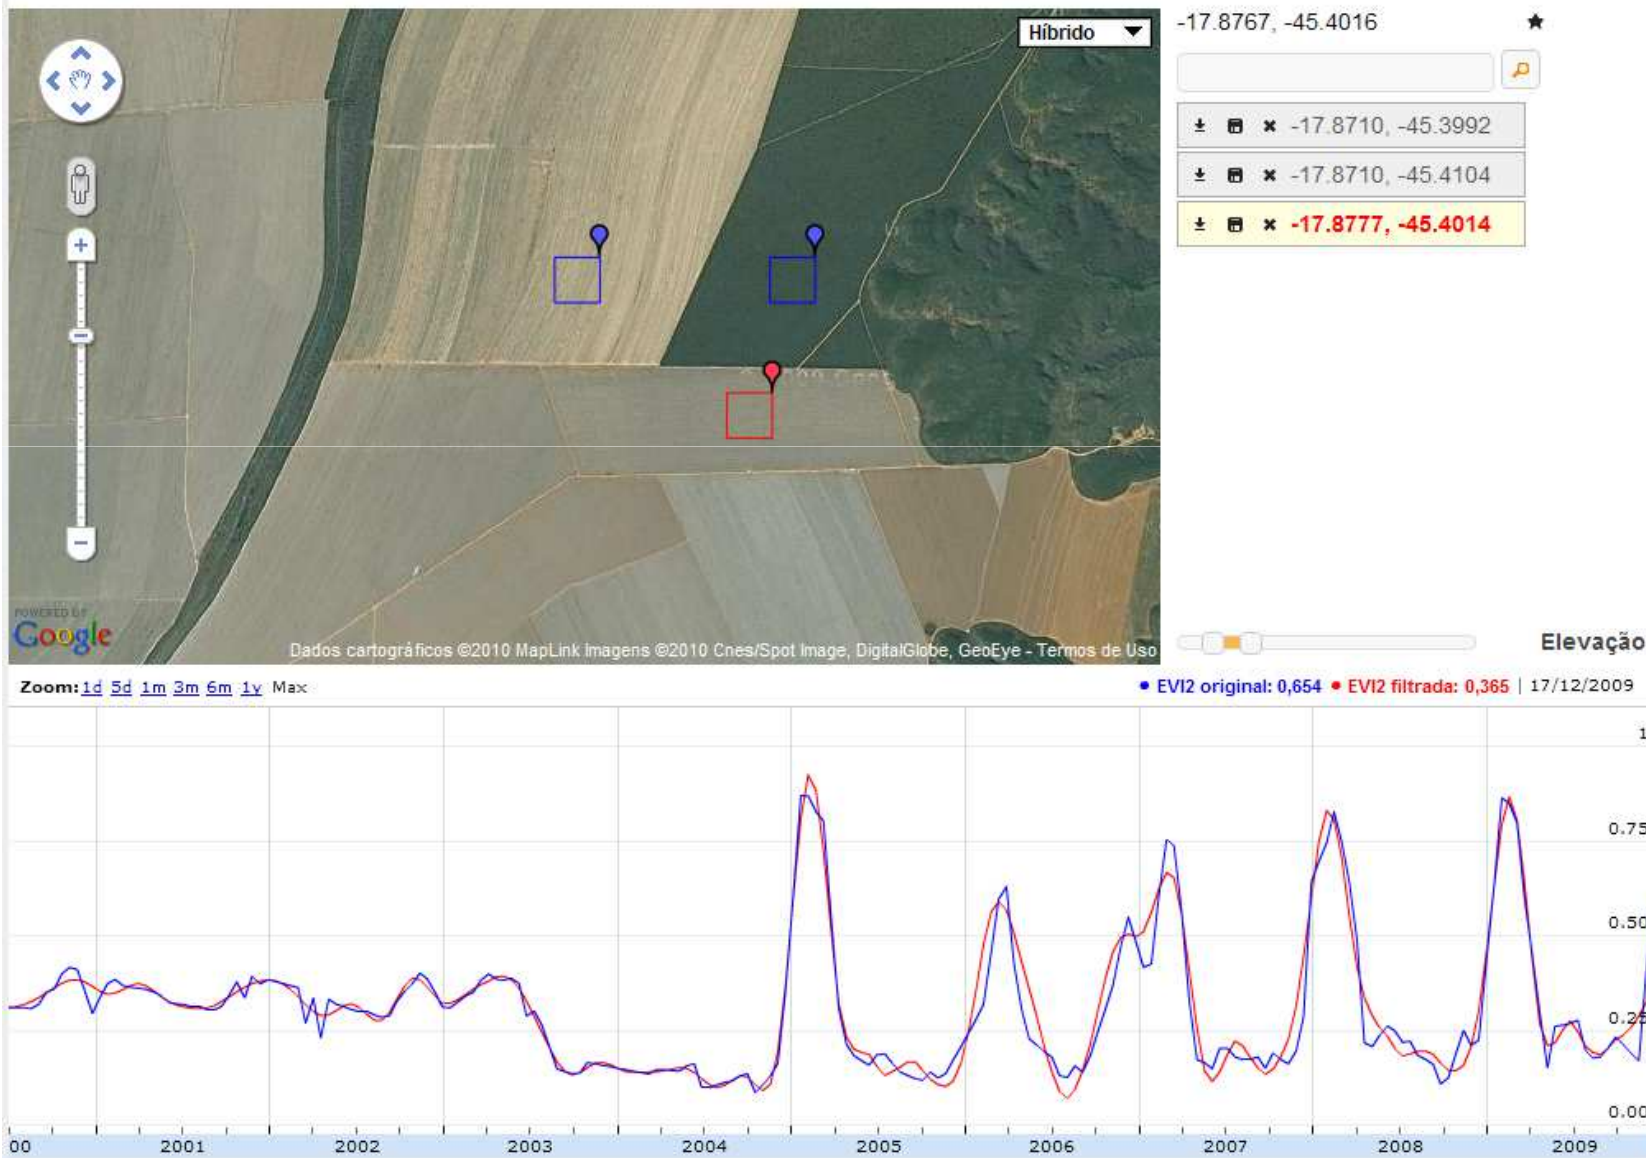 Híbrido
-17.8767, -45.4016
-17.8710, -45.3992
-17.8710, -45.4104
-17.8777, -45.4014
POWERED BY
Google
Dados cartográficos ©2010 MapLink Imagens ©2010 Cnes/Spot Image, DigitalGlobe, GeoEye - Termos de Uso
Elevação
Zoom: 1d 5d 1m 3m 6m 1y Max
EVI2 original: 0,654 EVI2 filtrada: 0,365 | 17/12/2009
1
0.75
0.50
0.25
0.00
00 2001 2002 2003 2004 2005 2006 2007 2008 2009